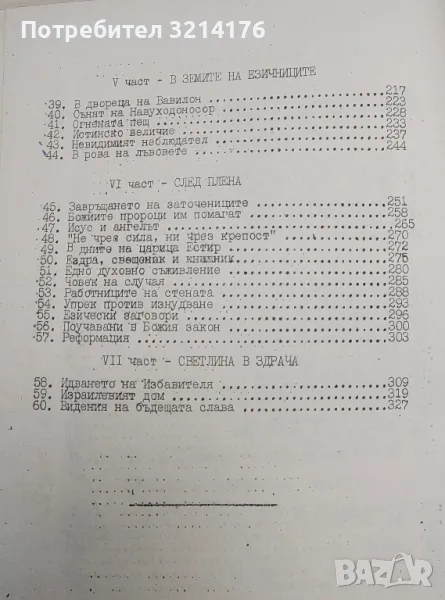 Потребител 3214176
V част - В ЗЕМИТЕ НА ЕЗИЧНИЦИТЕ
39. В двореца на Вавилон 217
40. Сънят на Навуходоносор 223
41. Огнената пещ 228
42. Истинско величие 233
43. Невидимият наблюдател 237
44. В рова на лъвовете 244
VI част - СЛЕД ПЛЕНА
45. Завръщането на заточениците 251
46. Божиите пророци им помагат 258
47. Исус и ангелът 265
48. "Не чрез сила, ни чрез крепост" 270
49. В дните на царица Естир 272
50. Ездра, свещеник и книжник 275
51. Едно духовно съживление 280
52. Човек на случая 285
53. Работниците на стената 288
54. Упрек против изнудване 293
55. Езически заговори 296
56. Поучавани в Божия закон 300
57. Реформация 303
VII част - СВЕТЛИНА В ЗДРАЧА
58. Идването на Избавителя 309
59. Израилевият дом 319
60. Видения на бъдещата слава 327
BAZAR